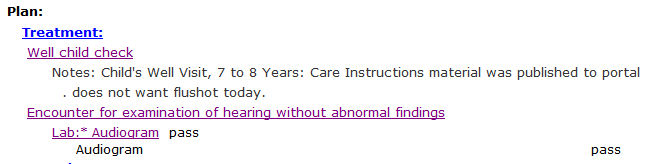 Plan:
Treatment:
Well child check
Notes: Child's Well Visit, 7 to 8 Years: Care Instructions material was published to portal
. does not want flushot today.
Encounter for examination of hearing without abnormal findings
Lab:* Audiogram pass
Audiogram pass